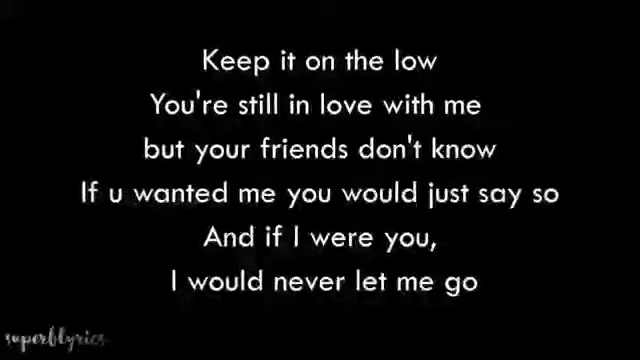 Keep it on the low
You're still in love with me
but your friends don't know
If u wanted me you would just say so
And if I were you,
I would never let me go
superblyrics